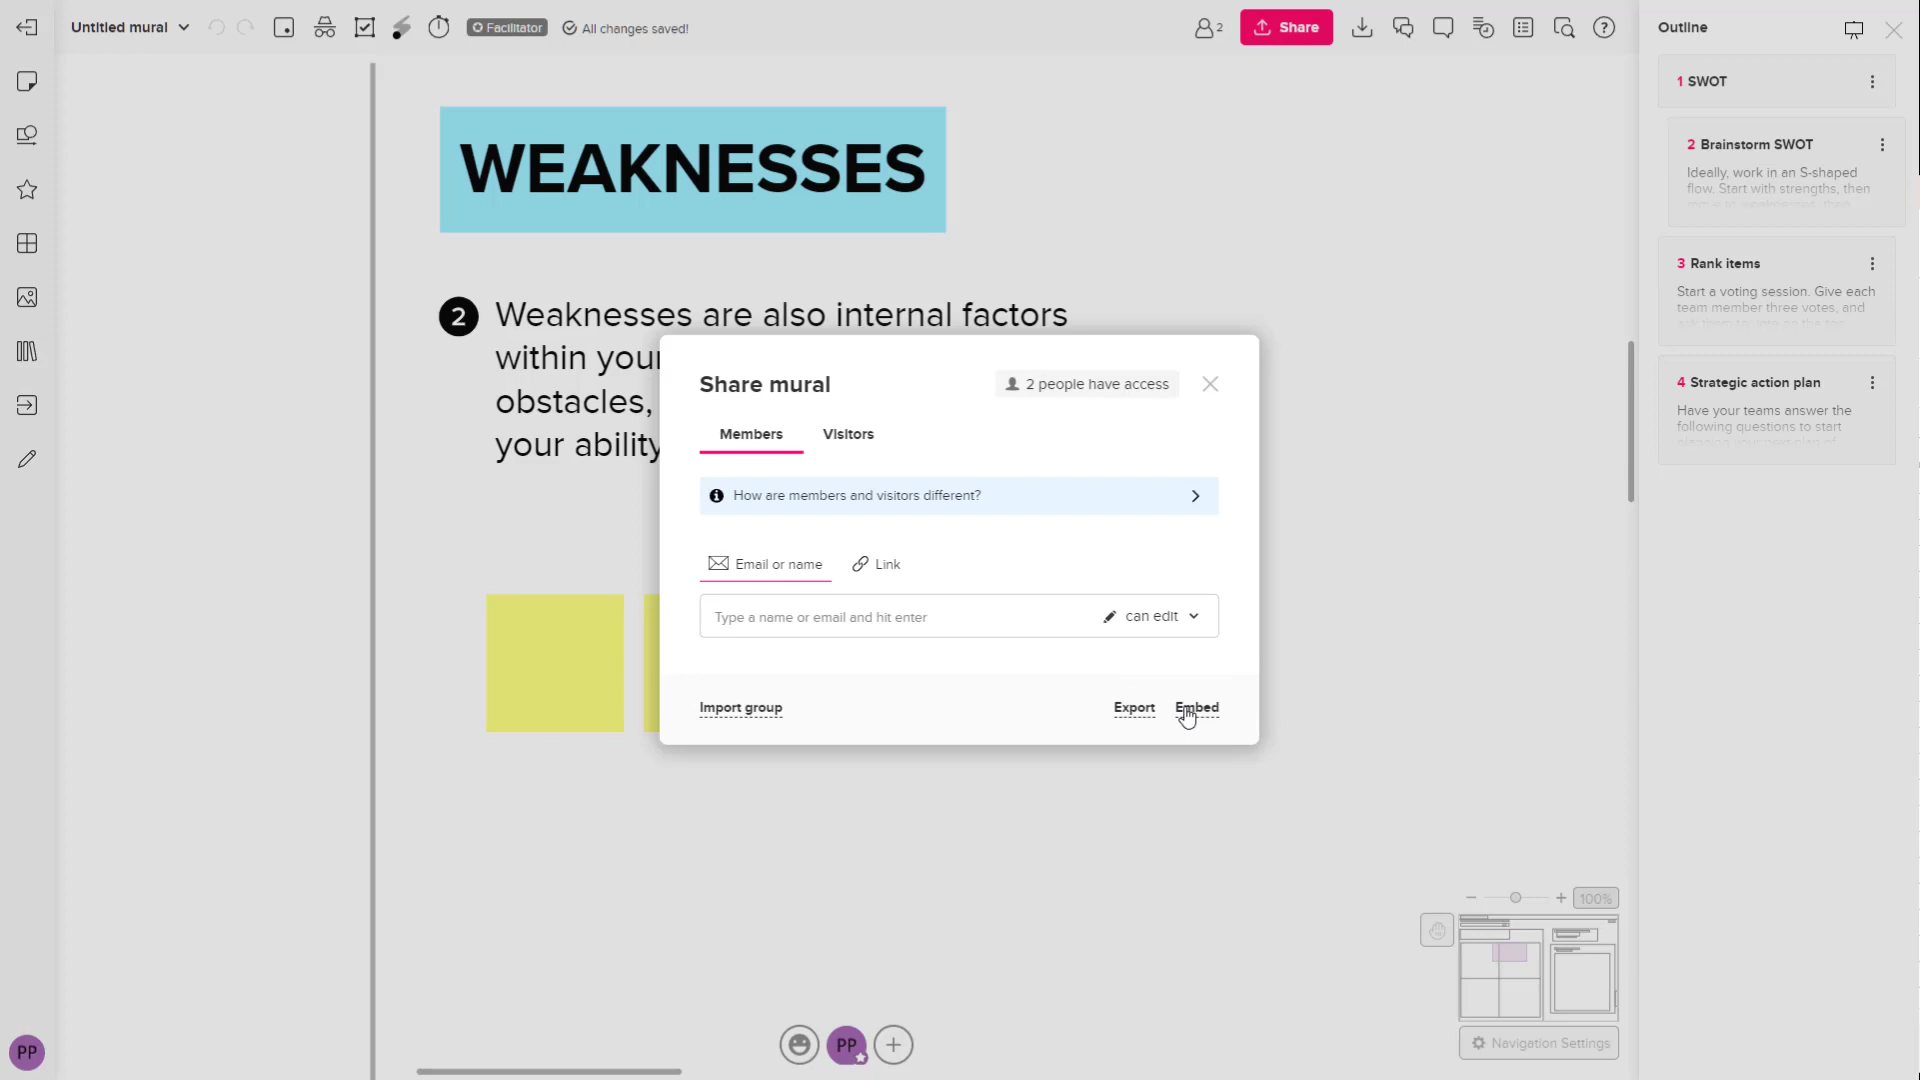 Untitled mural
Facilitator
All changes saved!
2
Share
Outline
1 SWOT
2 Brainstorm SWOT
Ideally, work in an S-shaped
flow. Start with strengths, then
3 Rank items
Start a voting session. Give each
team member three votes, and
4 Strategic action plan
Have your teams answer the
following questions to start
WEAKNESSES
2 Weaknesses are also internal factors
within your
obstacles,
your ability
Share mural
2 people have access
Members
Visitors
How are members and visitors different?
Email or name
Link
Type a name or email and hit enter
can edit
Import group
Export
Embed
100%
Navigation Settings
PP
PP